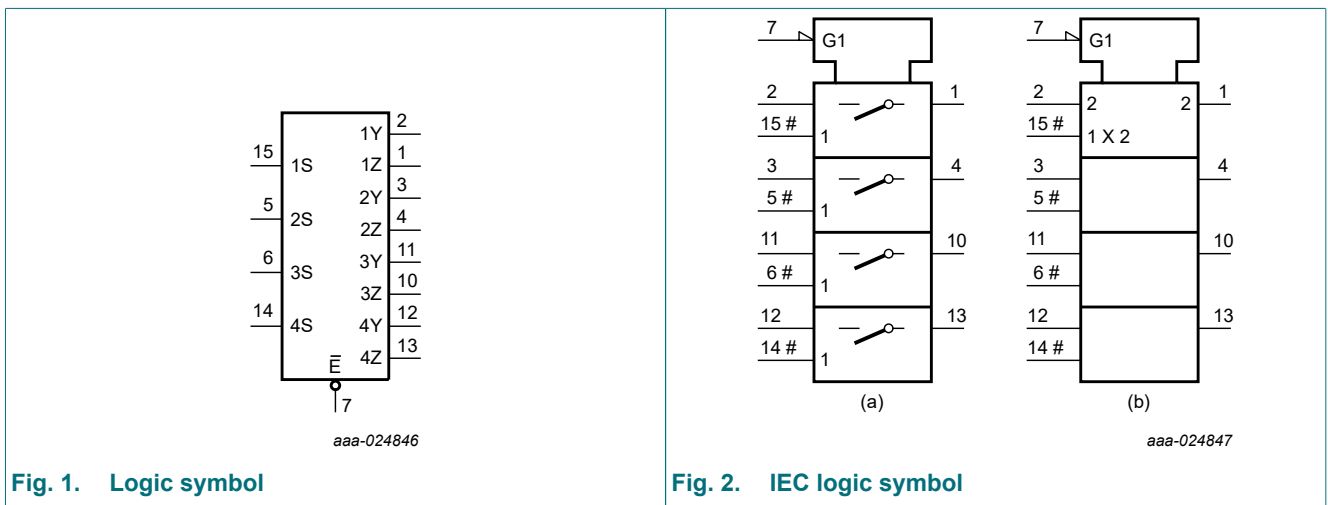 2
1Y
15
1
1S
1Z
3
2Y
5
4
2S
2Z
11
3Y
6
10
3S
3Z
12
14
4Y
4S
13
4Z
E̅
7
aaa-024846
Fig. 1. Logic symbol
7
G1
2
1
15 #
1
3
4
5 #
1
11
10
6 #
1
12
13
14 #
1
(a)
7
G1
2
2
2
1
15 #
1 X 2
3
4
5 #
11
10
6 #
12
13
14 #
(b)
aaa-024847
Fig. 2. IEC logic symbol